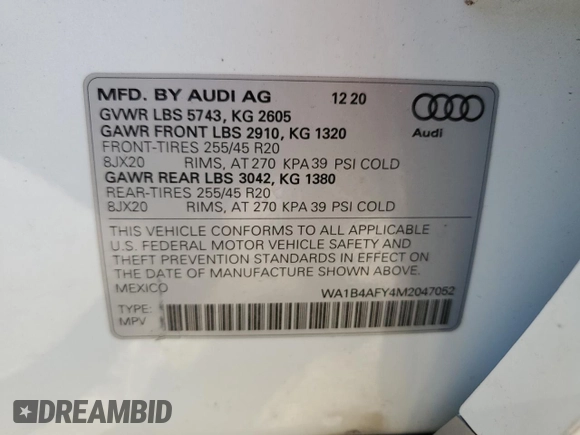 MFD. BY AUDI AG 12 20
GVWR LBS 5743, KG 2605
GAWR FRONT LBS 2910, KG 1320
FRONT-TIRES 255/45 R20
8JX20 RIMS, AT 270 KPA 39 PSI COLD
GAWR REAR LBS 3042, KG 1380
REAR-TIRES 255/45 R20
8JX20 RIMS, AT 270 KPA 39 PSI COLD
Audi
THIS VEHICLE CONFORMS TO ALL APPLICABLE
U.S. FEDERAL MOTOR VEHICLE SAFETY AND
THEFT PREVENTION STANDARDS IN EFFECT ON
THE DATE OF MANUFACTURE SHOWN ABOVE.
MEXICO WA1B4AFY4M2047052
TYPE:
MPV
DREAMBID